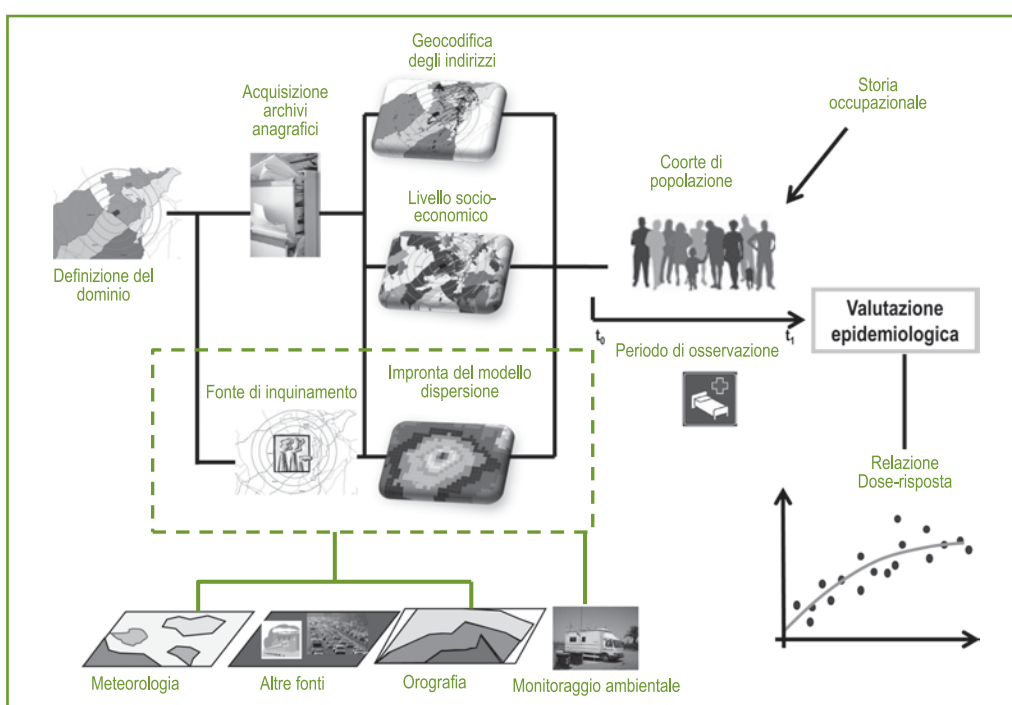 Geocodifica
degli indirizzi
Acquisizione
archivi
anagrafici
Storia
occupazionale
Coorte di
popolazione
Livello socio-
economico
Definizione del
dominio
Valutazione
epidemiologica
t0
t1
Periodo di osservazione
Fonte di inquinamento
Impronta del modello
dispersione
Relazione
Dose-risposta
Meteorologia
Altre fonti
Orografia
Monitoraggio ambientale